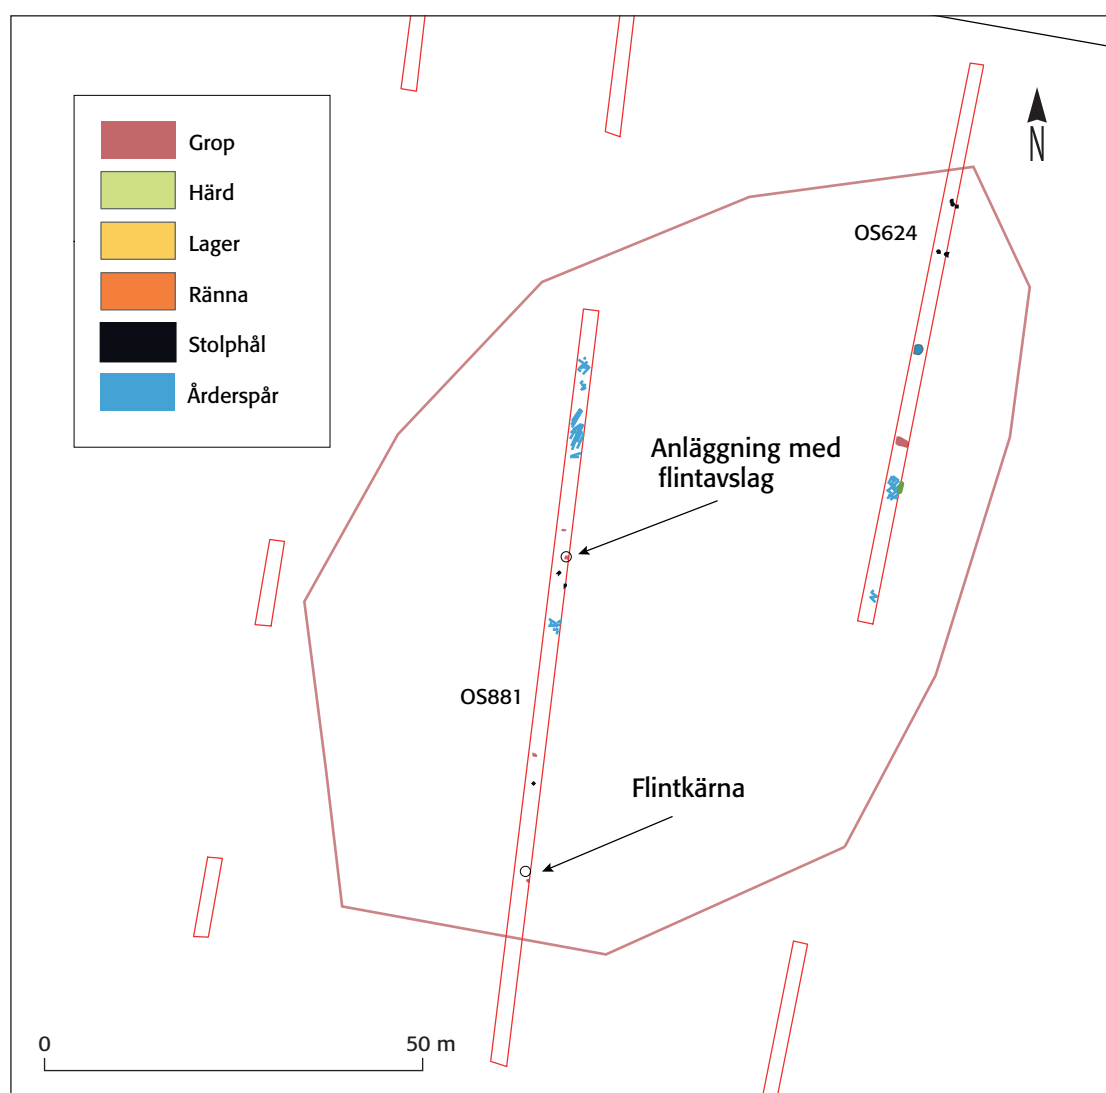 Grop
Härd
Lager
Ränna
Stolphål
Årderspår
N
OS624
Anläggning med
flintavslag
OS881
Flintkärna
0 50 m